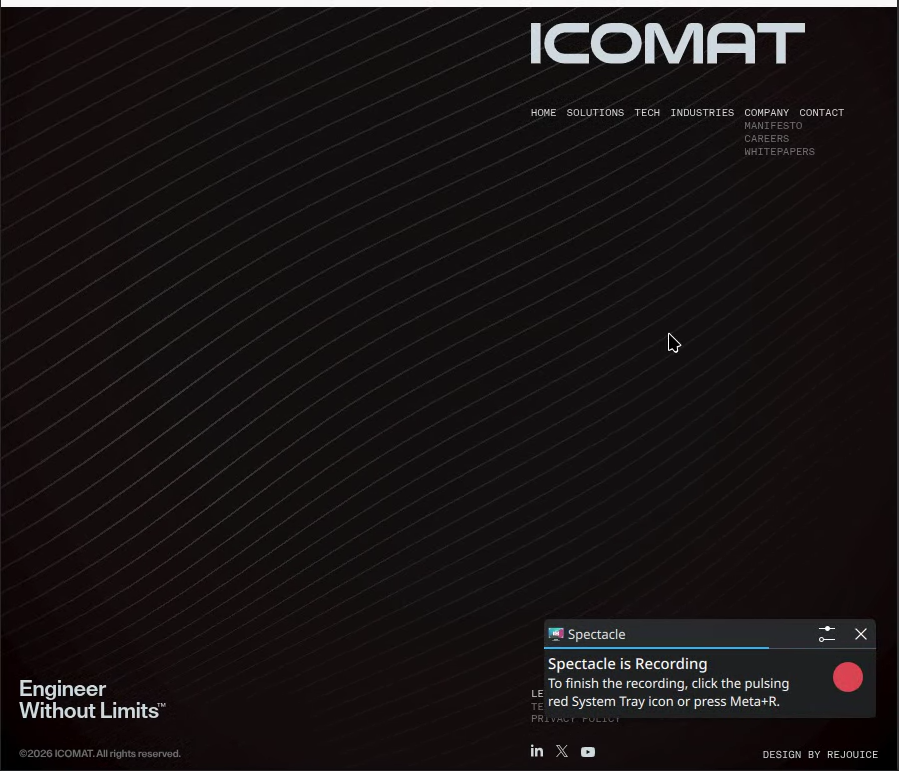 ICOMAT
HOME SOLUTIONS TECH INDUSTRIES COMPANY CONTACT
MANIFESTO
CAREERS
WHITEPAPERS
Spectacle
Spectacle is Recording
To finish the recording, click the pulsing
red System Tray icon or press Meta+R.
Engineer
Without Limits™
PRIVACY POLICY
©2026 ICOMAT. All rights reserved.
DESIGN BY REJOUICE